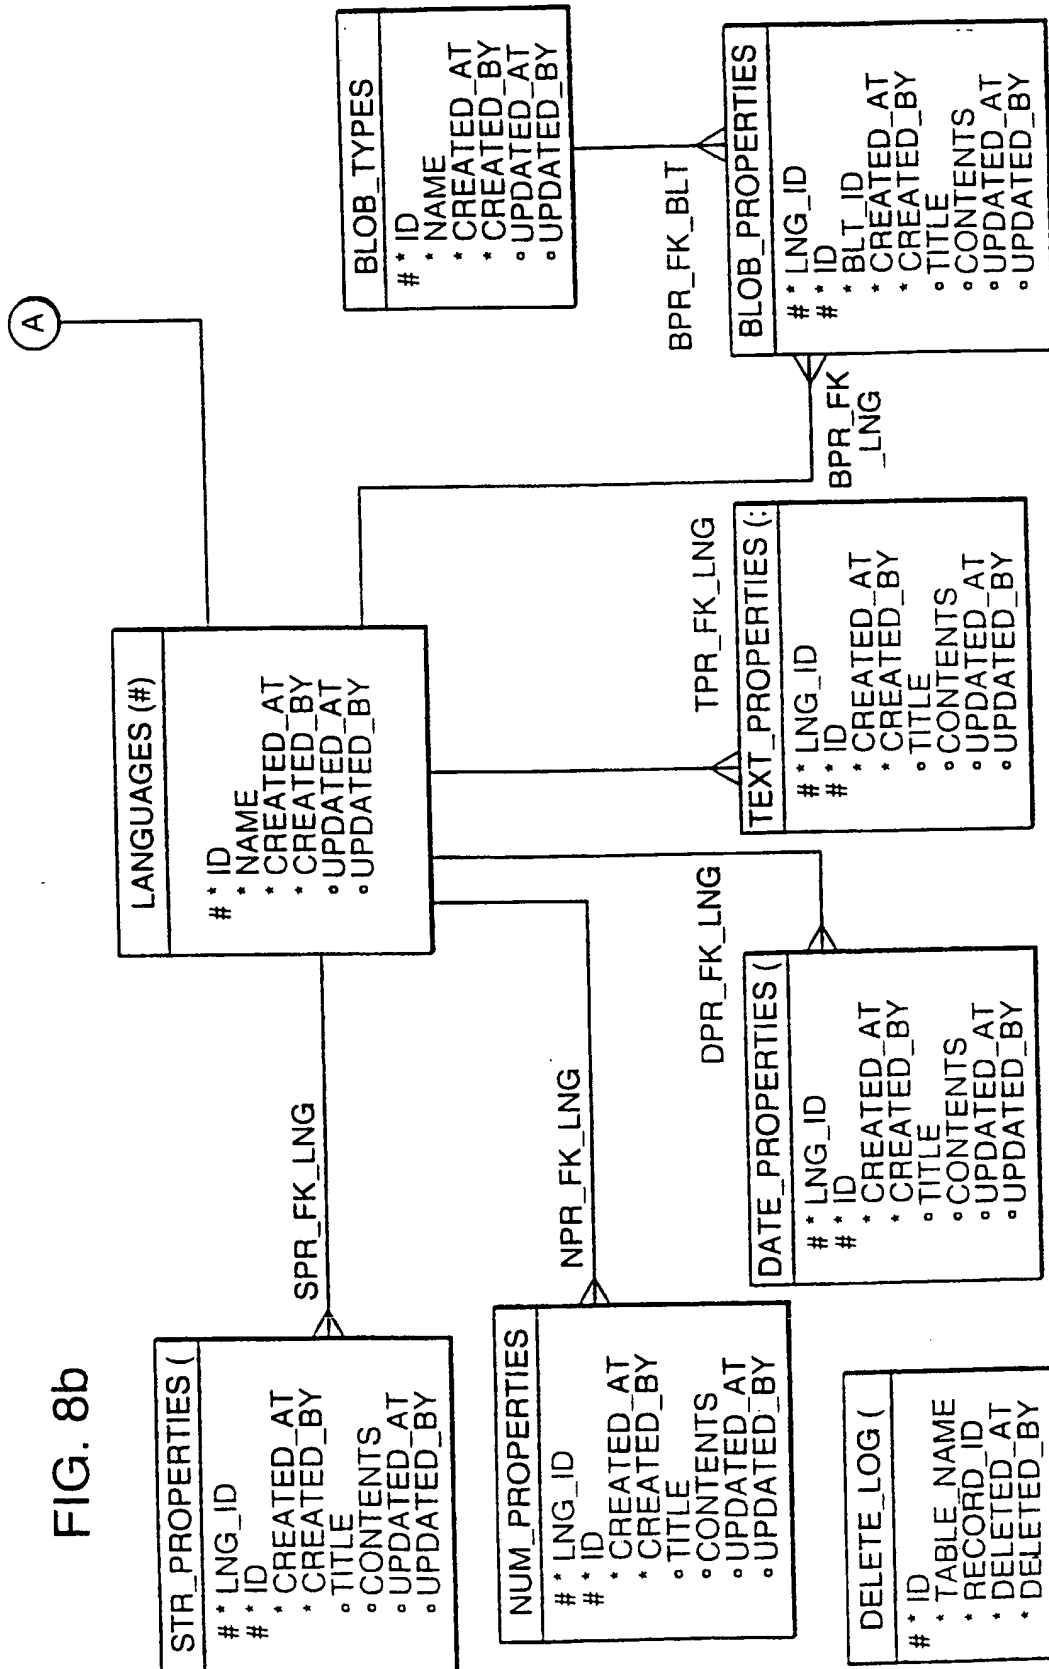 FIG. 8b
A
LANGUAGES (#)
# * ID
* NAME
* CREATED_AT
* CREATED_BY
o UPDATED_AT
o UPDATED_BY
BLOB_TYPES
# * ID
* NAME
* CREATED_AT
* CREATED_BY
o UPDATED_AT
o UPDATED_BY
SPR_FK_LNG
NPR_FK_LNG
DPR_FK_LNG
TPR_FK_LNG
BPR_FK
_LNG
BPR_FK_BLT
STR_PROPERTIES (
# * LNG_ID
# * ID
* CREATED_AT
* CREATED_BY
o TITLE
o CONTENTS
o UPDATED_AT
o UPDATED_BY
NUM_PROPERTIES
# * LNG_ID
# * ID
* CREATED_AT
* CREATED_BY
o TITLE
o CONTENTS
o UPDATED_AT
o UPDATED_BY
DATE_PROPERTIES (
# * LNG_ID
# * ID
* CREATED_AT
* CREATED_BY
o TITLE
o CONTENTS
o UPDATED_AT
o UPDATED_BY
TEXT_PROPERTIES (:
# * LNG_ID
# * ID
* CREATED_AT
* CREATED_BY
o TITLE
o CONTENTS
o UPDATED_AT
o UPDATED_BY
BLOB_PROPERTIES
# * LNG_ID
# * ID
* BLT_ID
* CREATED_AT
* CREATED_BY
o TITLE
o CONTENTS
o UPDATED_AT
o UPDATED_BY
DELETE_LOG (
# * ID
* TABLE_NAME
* RECORD_ID
* DELETED_AT
* DELETED_BY